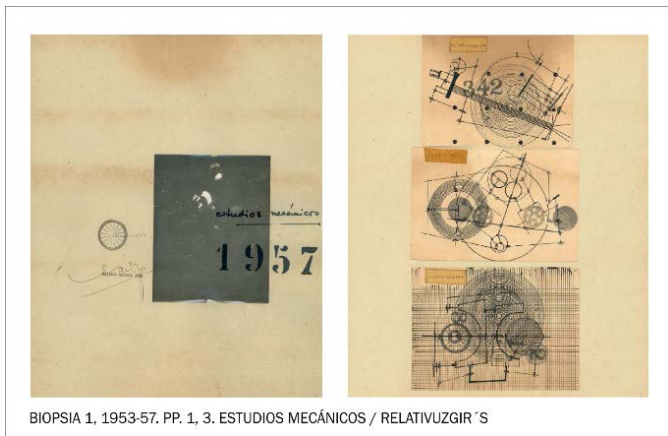 estudios mecánicos
1957
342
BIOPSIA 1, 1953-57. PP. 1, 3. ESTUDIOS MECÁNICOS / RELATIVUZGIR´S